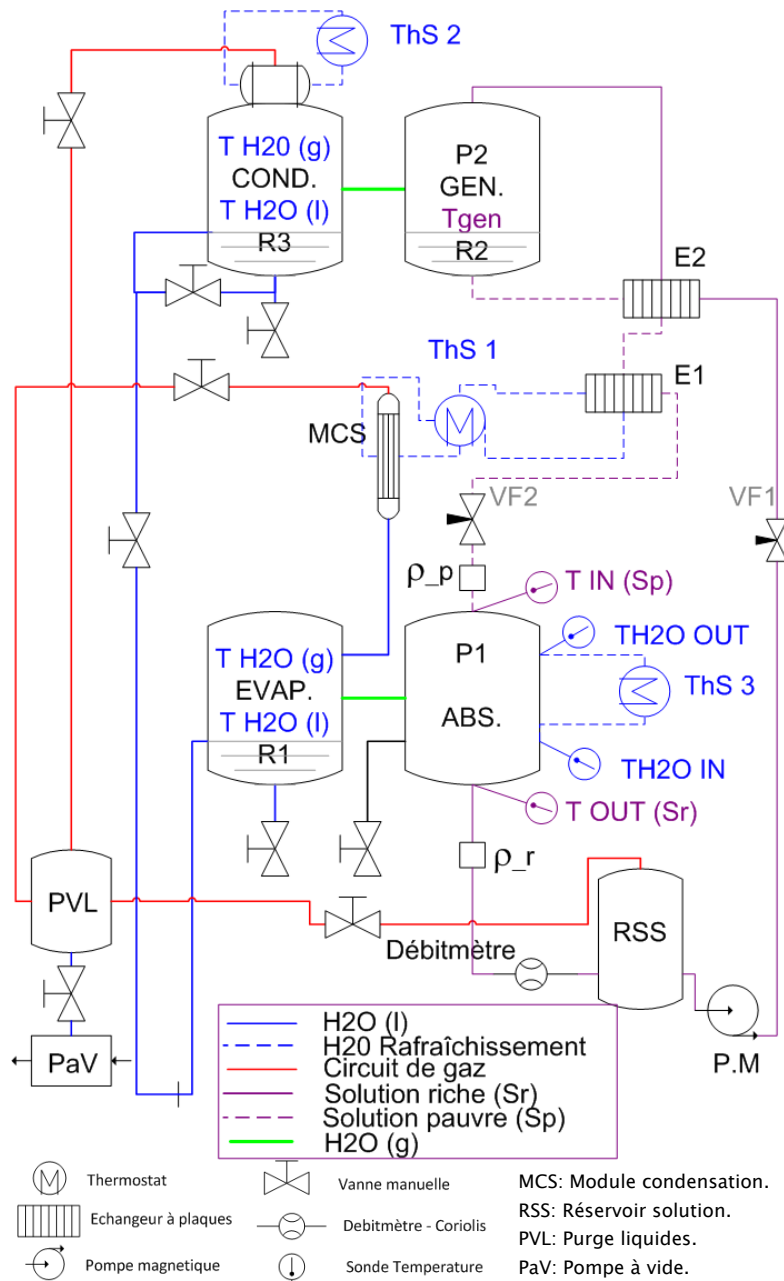 ThS 2
T H20 (g)
COND.
T H2O (l)
R3
P2
GEN.
Tgen
R2
E2
ThS 1
E1
MCS
VF2
VF1
ρ_p
T IN (Sp)
TH2O OUT
T H2O (g)
EVAP.
T H2O (l)
R1
P1
ABS.
ThS 3
TH2O IN
T OUT (Sr)
ρ_r
PVL
Débitmètre
RSS
PaV
P.M
H2O (l)
H20 Rafraîchissement
Circuit de gaz
Solution riche (Sr)
Solution pauvre (Sp)
H2O (g)
Thermostat
Vanne manuelle
MCS: Module condensation.
Echangeur à plaques
Debitmètre - Coriolis
RSS: Réservoir solution.
PVL: Purge liquides.
Pompe magnetique
Sonde Temperature
PaV: Pompe à vide.